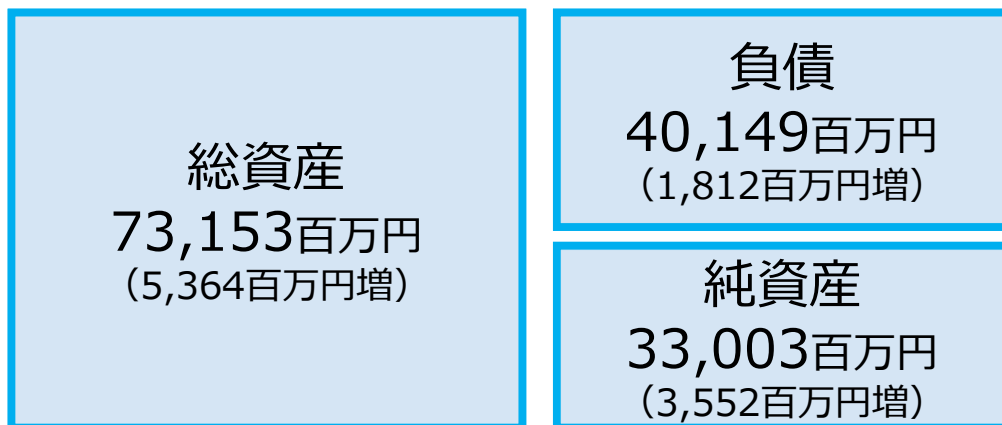 総資産
73,153百万円
（5,364百万円増）
負債
40,149百万円
（1,812百万円増）
純資産
33,003百万円
（3,552百万円増）